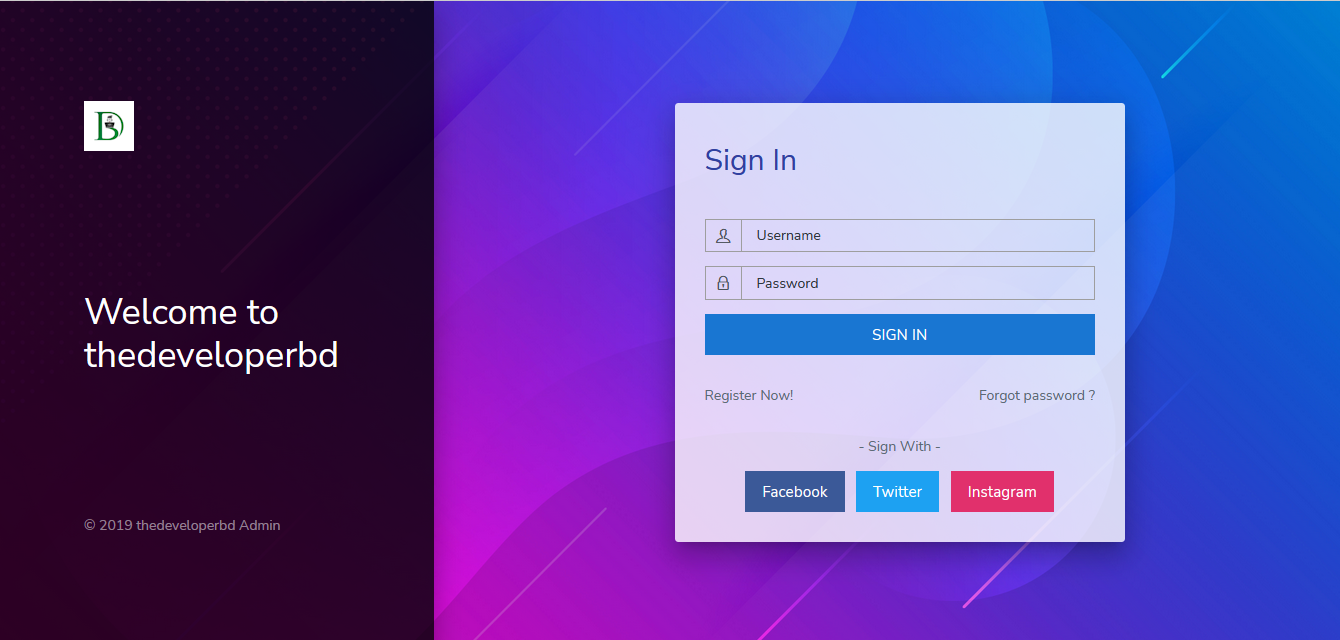 Welcome to
thedeveloperbd
© 2019 thedeveloperbd Admin
Sign In
Username
Password
SIGN IN
Register Now! Forgot password ?
- Sign With -
Facebook Twitter Instagram